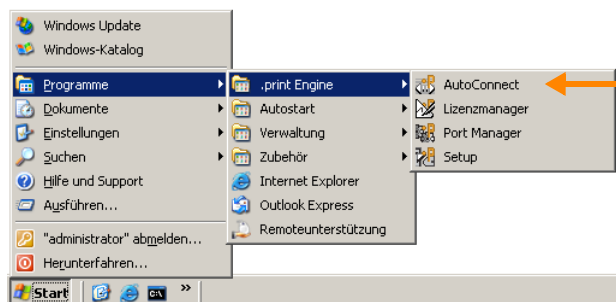 Windows Update
Windows-Katalog
Programme
Dokumente
Einstellungen
Suchen
Hilfe und Support
Ausführen...
"administrator" abmelden...
Herunterfahren...
.print Engine
Autostart
Verwaltung
Zubehör
Internet Explorer
Outlook Express
Remoteunterstützung
AutoConnect
Lizenzmanager
Port Manager
Setup
Start